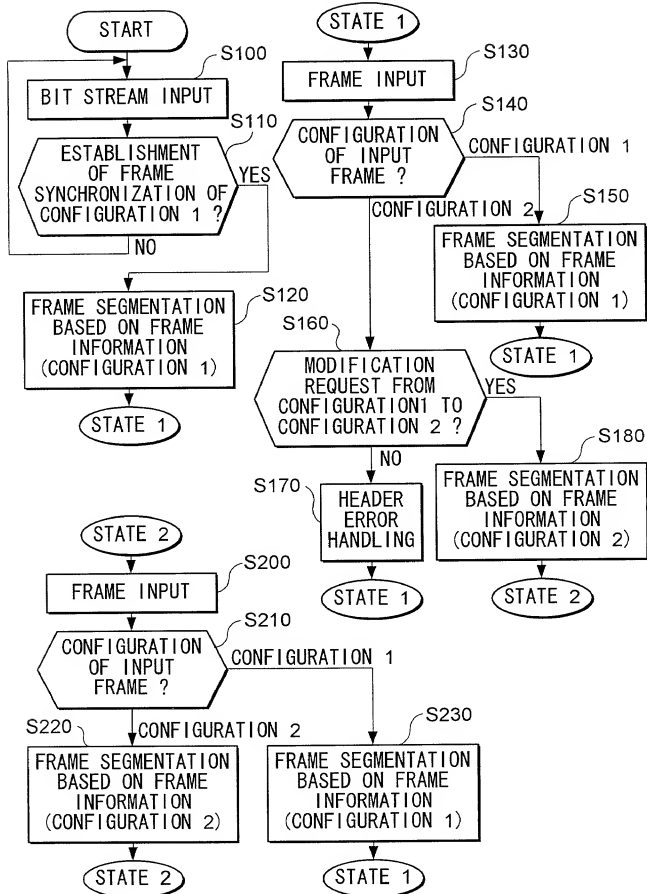 START
S100
BIT STREAM INPUT
S110
ESTABLISHMENT
OF FRAME
SYNCHRONIZATION OF
CONFIGURATION 1 ?
YES
NO
S120
FRAME SEGMENTATION
BASED ON FRAME
INFORMATION
(CONFIGURATION 1)
STATE 1
STATE 1
S130
FRAME INPUT
S140
CONFIGURATION
OF INPUT
FRAME ?
CONFIGURATION 1
CONFIGURATION 2
S150
FRAME SEGMENTATION
BASED ON FRAME
INFORMATION
(CONFIGURATION 1)
STATE 1
S160
MODIFICATION
REQUEST FROM
CONFIGURATION1 TO
CONFIGURATION 2 ?
YES
NO
S170
HEADER
ERROR
HANDLING
STATE 1
S180
FRAME SEGMENTATION
BASED ON FRAME
INFORMATION
(CONFIGURATION 2)
STATE 2
STATE 2
S200
FRAME INPUT
S210
CONFIGURATION
OF INPUT
FRAME ?
CONFIGURATION 1
CONFIGURATION 2
S220
FRAME SEGMENTATION
BASED ON FRAME
INFORMATION
(CONFIGURATION 2)
STATE 2
S230
FRAME SEGMENTATION
BASED ON FRAME
INFORMATION
(CONFIGURATION 1)
STATE 1